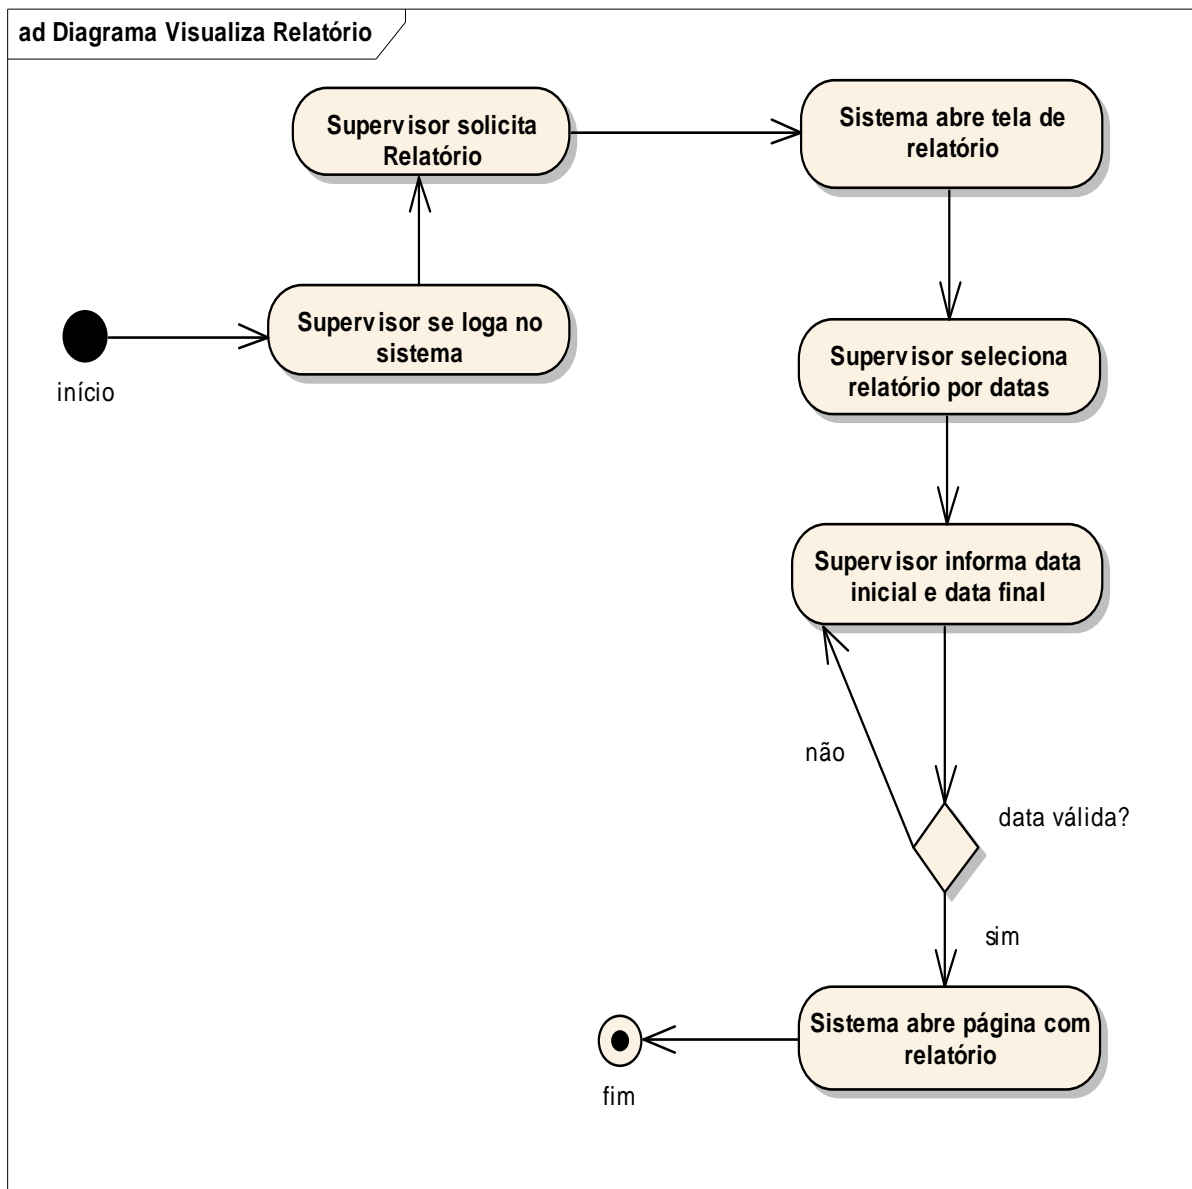 ad Diagrama Visualiza Relatório
Supervisor solicita
Relatório
Sistema abre tela de
relatório
Supervisor se loga no
sistema
início
Supervisor seleciona
relatório por datas
Supervisor informa data
inicial e data final
não
data válida?
sim
Sistema abre página com
relatório
fim